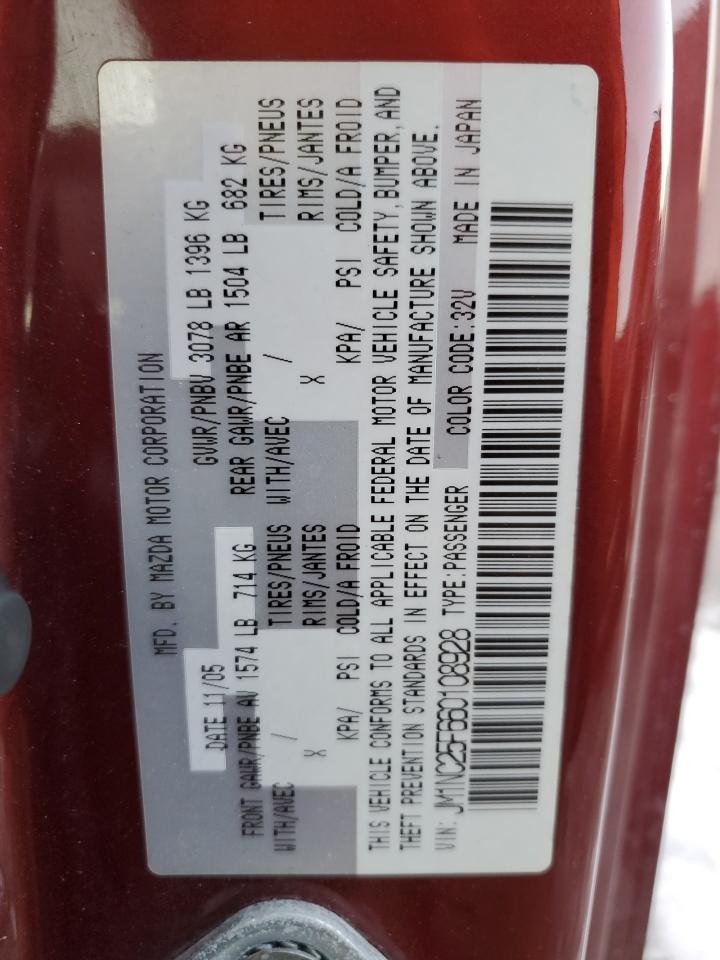 MFD. BY MAZDA MOTOR CORPORATION
DATE 11/05 GVWR/PNBV 3078 LB 1396 KG
FRONT GAWR/PNBE AV 1574 LB 714 KG REAR GAWR/PNBE AR 1504 LB 682 KG
WITH/AVEC / TIRES/PNEUS WITH/AVEC / TIRES/PNEUS
X RIMS/JANTES X RIMS/JANTES
KPA/ PSI COLD/A FROID KPA/ PSI COLD/A FROID
THIS VEHICLE CONFORMS TO ALL APPLICABLE FEDERAL MOTOR VEHICLE SAFETY, BUMPER, AND
THEFT PREVENTION STANDARDS IN EFFECT ON THE DATE OF MANUFACTURE SHOWN ABOVE.
VIN: JM1NC25F660108928 TYPE:PASSENGER COLOR CODE:32V MADE IN JAPAN